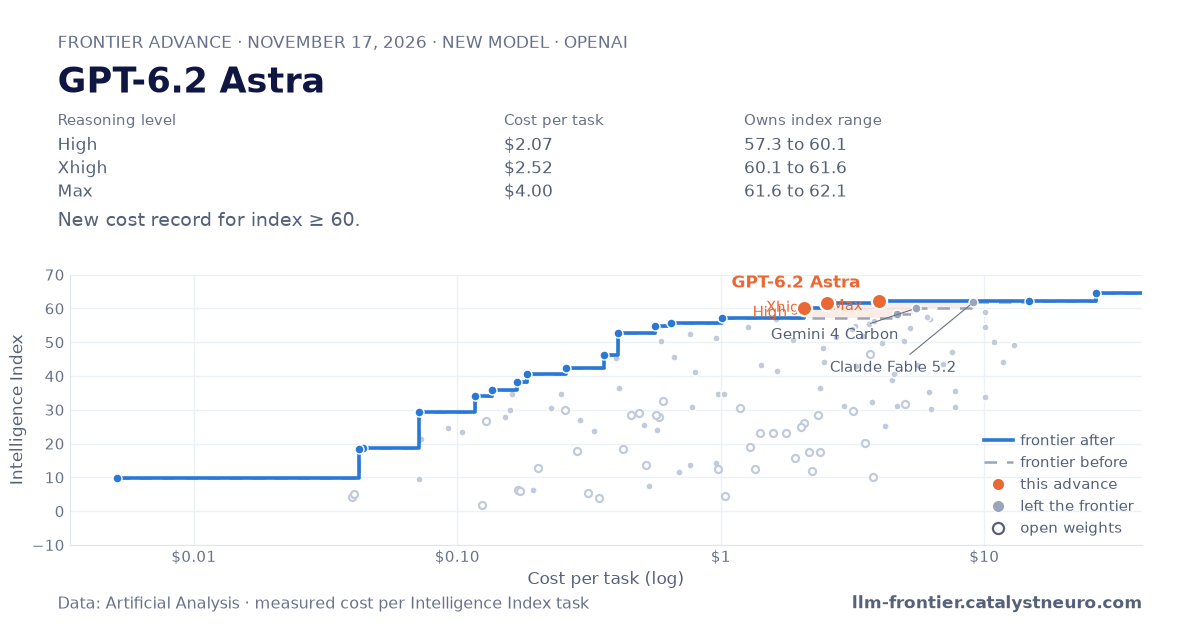 FRONTIER ADVANCE · NOVEMBER 17, 2026 · NEW MODEL · OPENAI
GPT-6.2 Astra
Reasoning level Cost per task Owns index range
High $2.07 57.3 to 60.1
Xhigh $2.52 60.1 to 61.6
Max $4.00 61.6 to 62.1
New cost record for index ≥ 60.
GPT-6.2 Astra
Xhigh
Max
High
Gemini 4 Carbon
Claude Fable 5.2
Intelligence Index
70
60
50
40
30
20
10
0
−10
frontier after
frontier before
this advance
left the frontier
open weights
$0.01 $0.10 $1 $10
Cost per task (log)
Data: Artificial Analysis · measured cost per Intelligence Index task
llm-frontier.catalystneuro.com